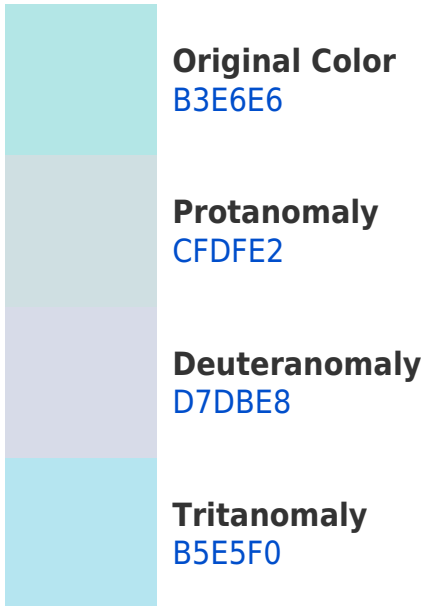 Original Color
B3E6E6
Protanomaly
CFDFE2
Deuteranomaly
D7DBE8
Tritanomaly
B5E5F0